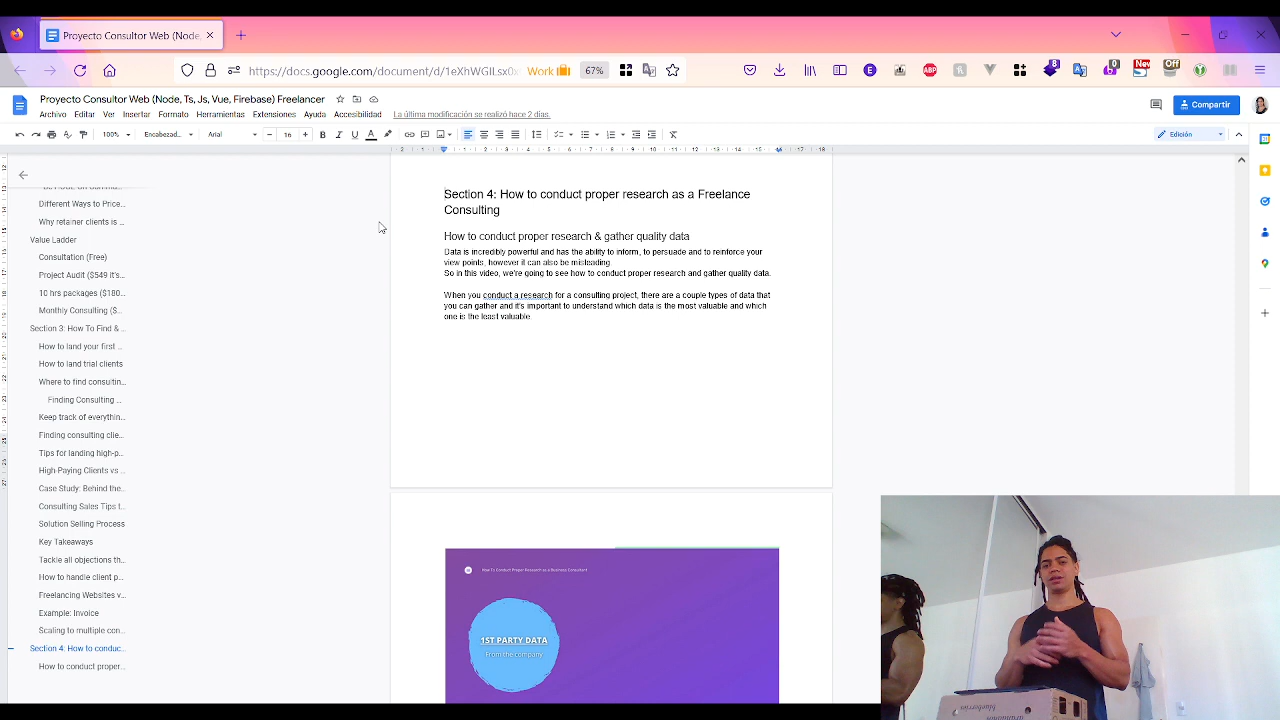 Proyecto Consultor Web (Node,
https://docs.google.com/document/d/1eXhWGILsx0x
Work
67%
Proyecto Consultor Web (Node, Ts, Js, Vue, Firebase) Freelancer
Archivo Editar Ver Insertar Formato Herramientas Extensiones Ayuda Accesibilidad La última modificación se realizó hace 2 días.
Compartir
100% Encabezad... Arial 16 Edición
Different Ways to Price...
Why retainer clients is ...
Value Ladder
Consultation (Free)
Project Audit ($549 it's...
10 hrs packages ($180...
Monthly Consulting ($...
Section 3: How To Find & ...
How to land your first ...
How to land trial clients
Where to find consultin...
Finding Consulting ...
Keep track of everythin...
Finding consulting clie...
Tips for landing high-p...
High-Paying Clients vs ...
Case Study: Behind the...
Consulting Sales Tips t...
Solution Selling Process
Key Takeaways
Tackle all objections th...
How to handle client p...
Freelancing Websites v...
Example: Invoice
Scaling to multiple con...
Section 4: How to conduc...
How to conduct proper...
Section 4: How to conduct proper research as a Freelance
Consulting
How to conduct proper research & gather quality data
Data is incredibly powerful and has the ability to inform, to persuade and to reinforce your
view points, however it can also be misleading.
So in this video, we're going to see how to conduct proper research and gather quality data.
When you conduct a research for a consulting project, there are a couple types of data that
you can gather and it's important to understand which data is the most valuable and which
one is the least valuable
How To Conduct Proper Research as a Business Consultant
1ST PARTY DATA
From the company